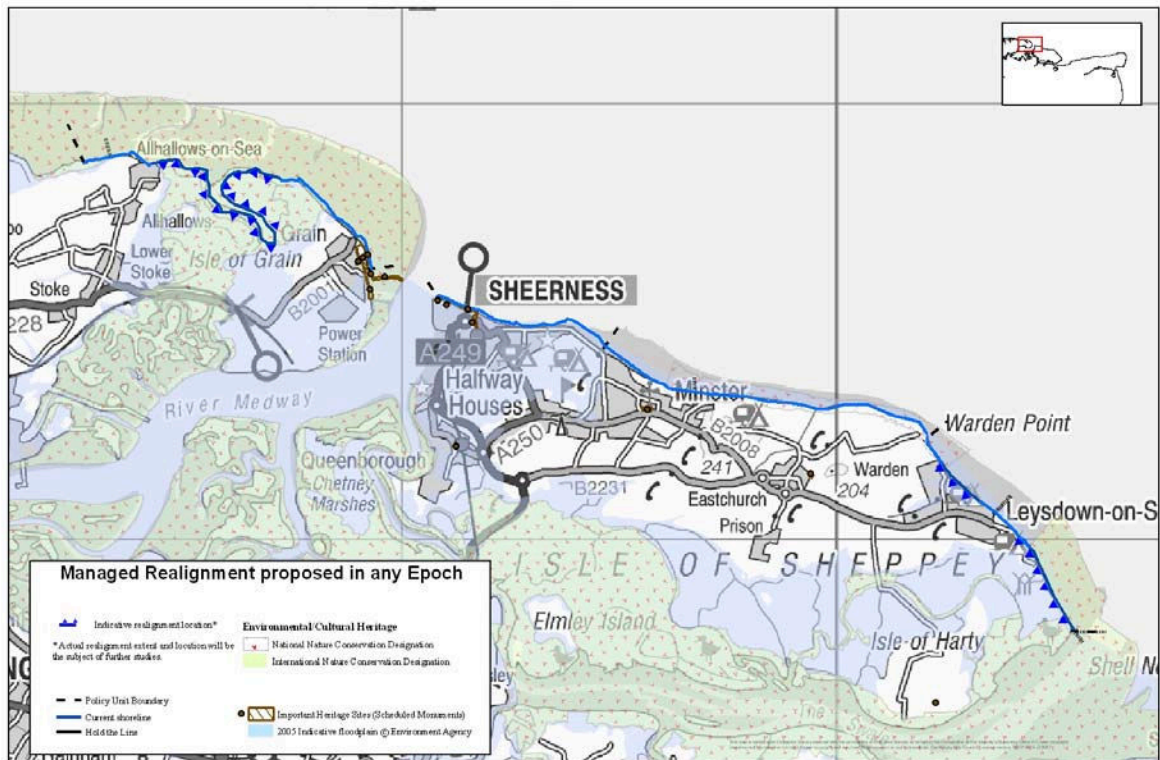 Allhallows-on-Sea
Allhallows
Grain
Isle of Grain
Lower
Stoke
Stoke
228
B2001
Power
Station
River Medway
SHEERNESS
A249
Halfway
Houses
Minster
A250
B2008
241
B2231
Queenborough
Chetney
Marshes
Eastchurch
Prison
Warden
204
Warden Point
Leysdown-on-S
ISLE OF SHEPPEY
Elmley Island
Isle of Harty
Shell N
Managed Realignment proposed in any Epoch
Indicative realignment location*
*Actual realignment extent and location will be
the subject of further studies.
Environmental/Cultural Heritage
National Nature Conservation Designation
International Nature Conservation Designation
Policy Unit Boundary
Current shoreline
Hold the Line
Important Heritage Sites (Scheduled Monuments)
2005 Indicative floodplain © Environment Agency